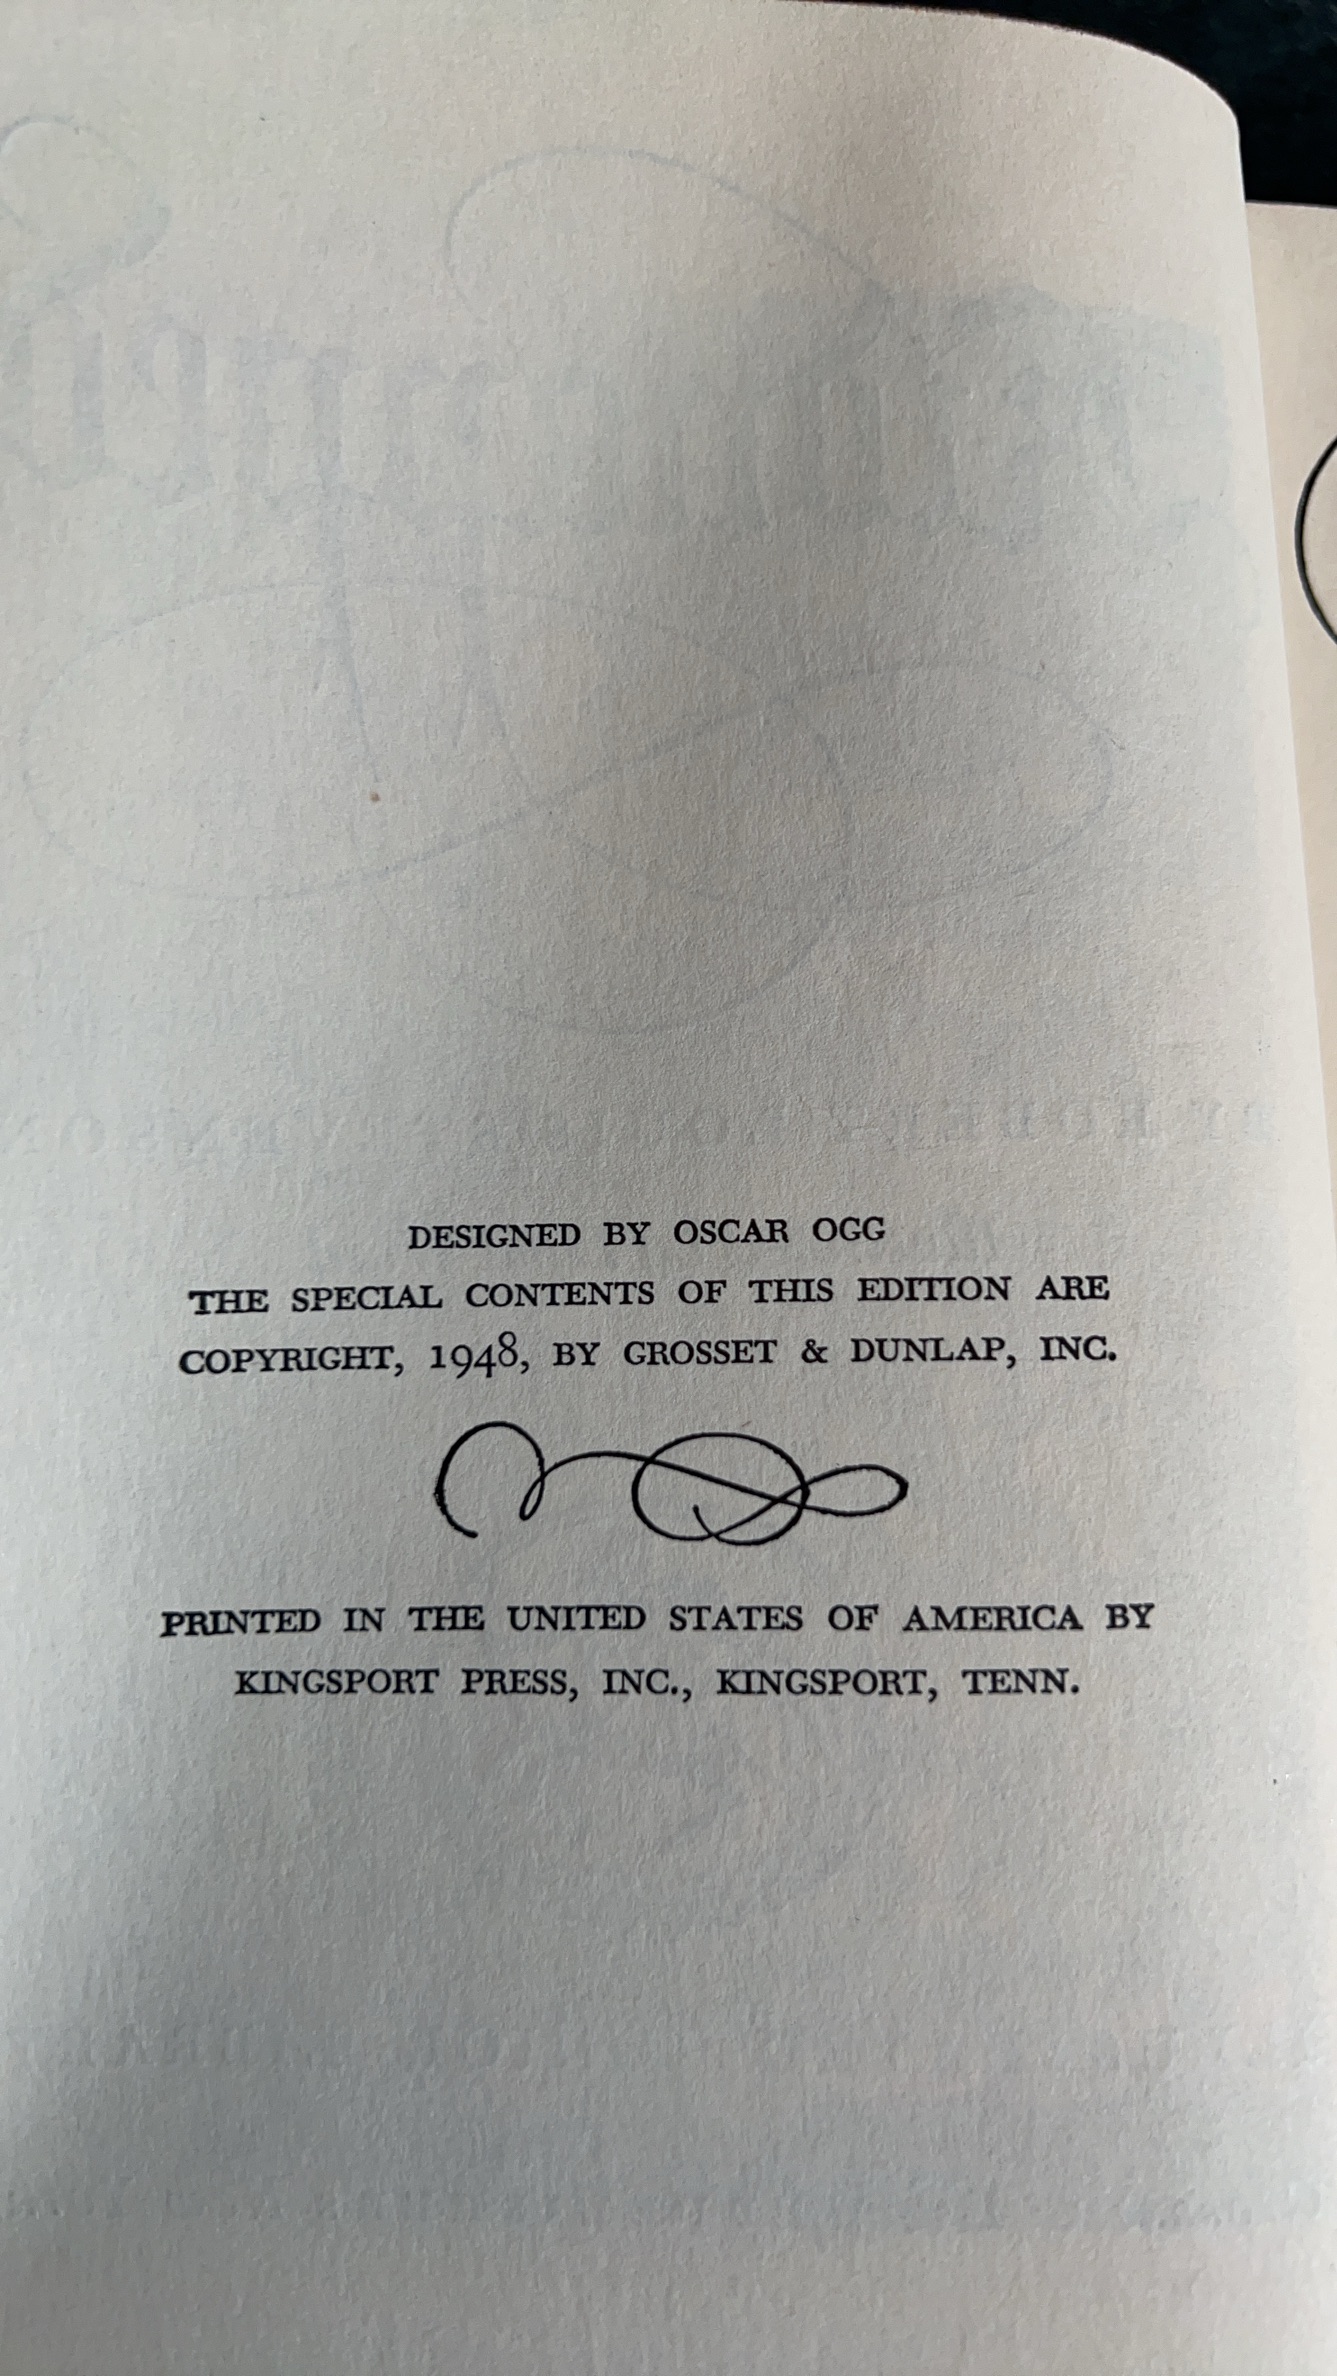 DESIGNED BY OSCAR OGG
THE SPECIAL CONTENTS OF THIS EDITION ARE
COPYRIGHT, 1948, BY GROSSET & DUNLAP, INC.
PRINTED IN THE UNITED STATES OF AMERICA BY
KINGSPORT PRESS, INC., KINGSPORT, TENN.